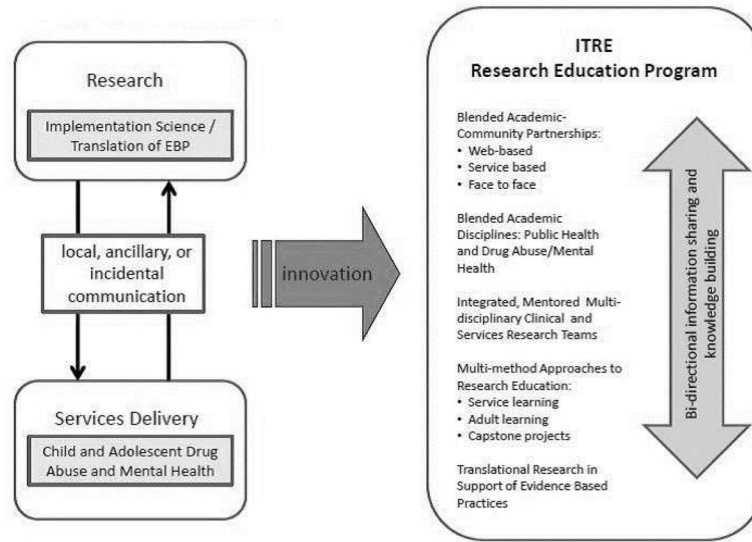 Research
Implementation Science /
Translation of EBP
local, ancillary, or
incidental
communication
Services Delivery
Child and Adolescent Drug
Abuse and Mental Health
innovation
ITRE
Research Education Program
Blended Academic-
Community Partnerships:
• Web-based
• Service based
• Face to face
Blended Academic
Disciplines: Public Health
and Drug Abuse/Mental
Health
Integrated, Mentored Multi-
disciplinary Clinical and
Services Research Teams
Multi-method Approaches to
Research Education:
• Service learning
• Adult learning
• Capstone projects
Translational Research in
Support of Evidence Based
Practices
Bi-directional information sharing and
knowledge building